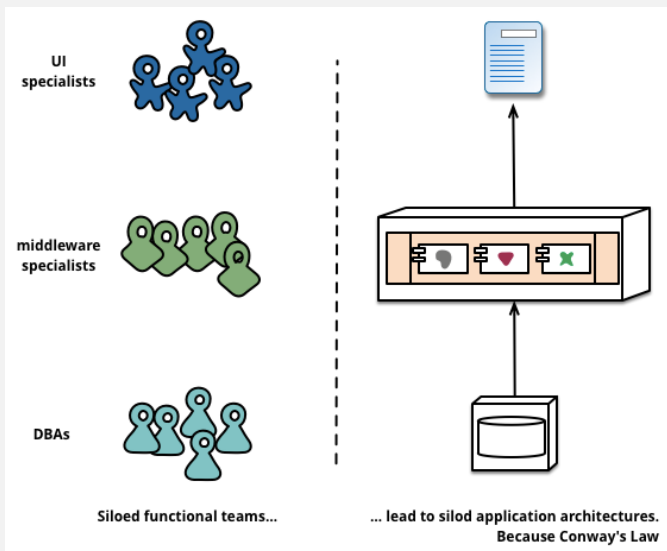 UI
specialists
middleware
specialists
DBAs
Siloed functional teams...
... lead to silod application architectures.
Because Conway's Law